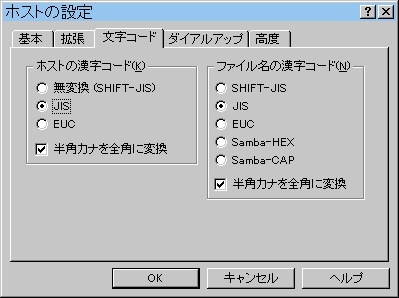 ホストの設定
基本 拡張 文字コード ダイアルアップ 高度
ホストの漢字コード(K)
無変換 (SHIFT-JIS)
JIS
EUC
半角カナを全角に変換
ファイル名の漢字コード(N)
SHIFT-JIS
JIS
EUC
Samba-HEX
Samba-CAP
半角カナを全角に変換
OK キャンセル ヘルプ